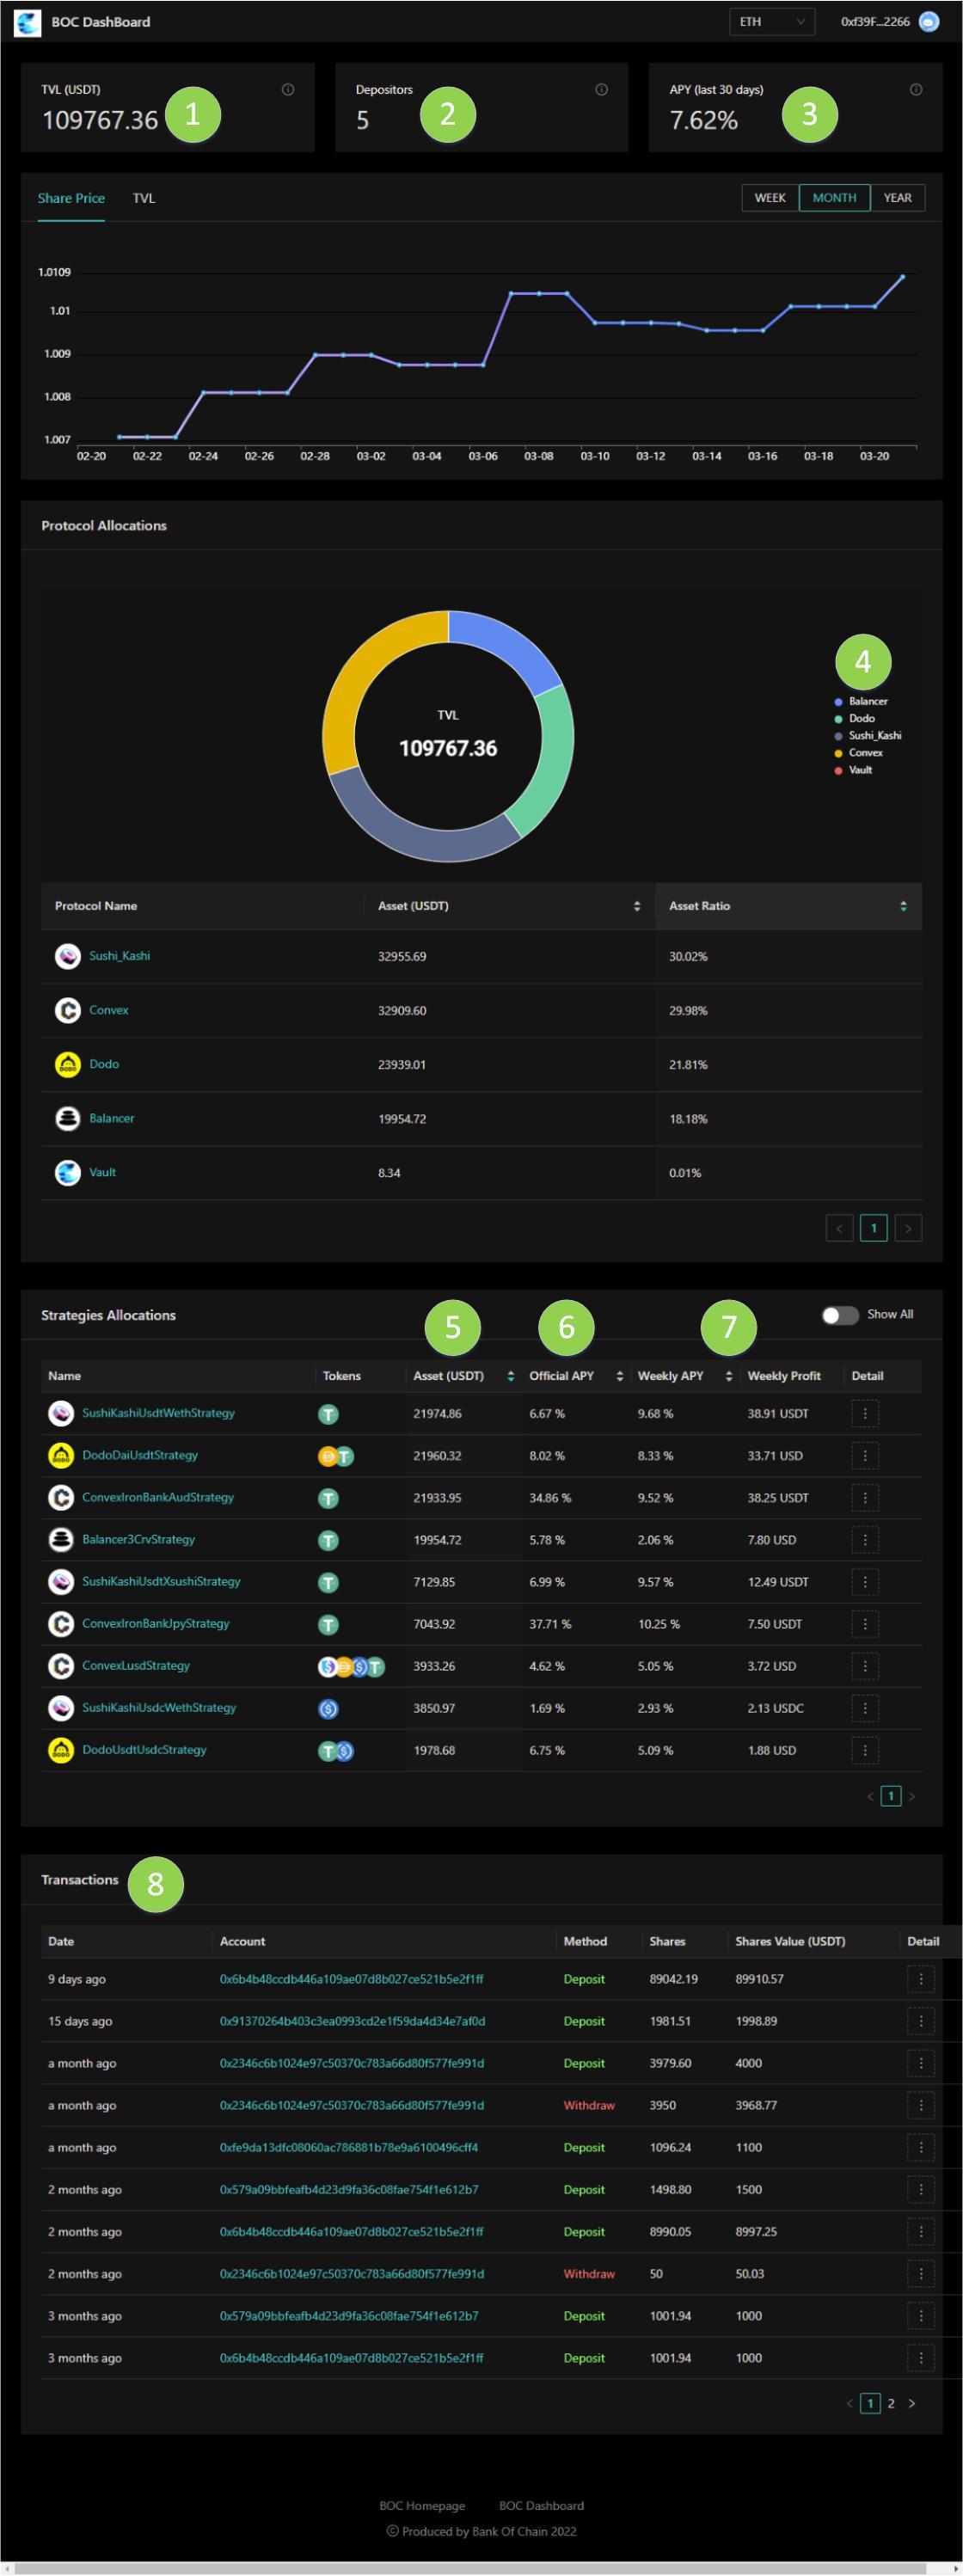 BOC DashBoard ETH 0xf39F...2266
TVL (USDT) Depositors APY (last 30 days)
109767.36 1 5 2 7.62% 3
Share Price TVL WEEK MONTH YEAR
1.0109
1.01
1.009
1.008
1.007
02-20 02-22 02-24 02-26 02-28 03-02 03-04 03-06 03-08 03-10 03-12 03-14 03-16 03-18 03-20
Protocol Allocations
4
TVL
109767.36
Balancer
Dodo
Sushi_Kashi
Convex
Vault
Protocol Name Asset (USDT) Asset Ratio
Sushi_Kashi 32955.69 30.02%
Convex 32909.60 29.98%
Dodo 23939.01 21.81%
Balancer 19954.72 18.18%
Vault 8.34 0.01%
< 1 >
Strategies Allocations 5 6 7 Show All
Name Tokens Asset (USDT) Official APY Weekly APY Weekly Profit Detail
SushiKashiUsdtWethStrategy 21974.86 6.67 % 9.68 % 38.91 USDT
DodoDaiUsdtStrategy 21960.32 8.02 % 8.33 % 33.71 USD
ConvexIronBankAudStrategy 21933.95 34.86 % 9.52 % 38.25 USDT
Balancer3CrvStrategy 19954.72 5.78 % 2.06 % 7.80 USD
SushiKashiUsdtXsushiStrategy 7129.85 6.99 % 9.57 % 12.49 USDT
ConvexIronBankJpyStrategy 7043.92 37.71 % 10.25 % 7.50 USDT
ConvexLusdStrategy 3933.26 4.62 % 5.05 % 3.72 USD
SushiKashiUsdcWethStrategy 3850.97 1.69 % 2.93 % 2.13 USDC
DodoUsdtUsdcStrategy 1978.68 6.75 % 5.09 % 1.88 USD
< 1 >
Transactions 8
Date Account Method Shares Shares Value (USDT) Detail
9 days ago 0x6b4b48ccdb446a109ae07d8b027ce521b5e2f1ff Deposit 89042.19 89910.57
15 days ago 0x91370264b403c3ea0993cd2e1f59da4d34e7af0d Deposit 1981.51 1998.89
a month ago 0x2346c6b1024e97c50370c783a66d80f577fe991d Deposit 3979.60 4000
a month ago 0x2346c6b1024e97c50370c783a66d80f577fe991d Withdraw 3950 3968.77
a month ago 0xfe9da13dfc08060ac786881b78e9a6100496cff4 Deposit 1096.24 1100
2 months ago 0x579a09bbfeafb4d23d9fa36c08fae754f1e612b7 Deposit 1498.80 1500
2 months ago 0x6b4b48ccdb446a109ae07d8b027ce521b5e2f1ff Deposit 8990.05 8997.25
2 months ago 0x2346c6b1024e97c50370c783a66d80f577fe991d Withdraw 50 50.03
3 months ago 0x579a09bbfeafb4d23d9fa36c08fae754f1e612b7 Deposit 1001.94 1000
3 months ago 0x6b4b48ccdb446a109ae07d8b027ce521b5e2f1ff Deposit 1001.94 1000
< 1 2 >
BOC Homepage BOC Dashboard
© Produced by Bank Of Chain 2022